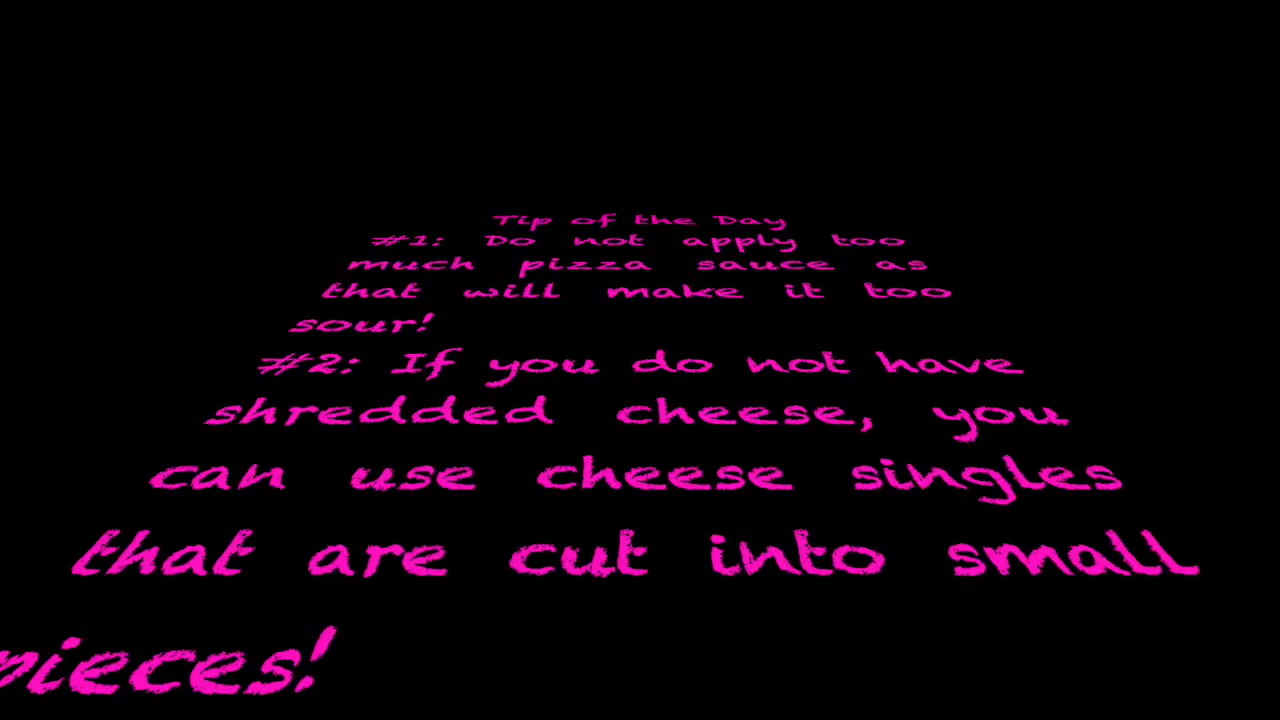 Tip of the Day
#1: Do not apply too
much pizza sauce as
that will make it too
sour!
#2: If you do not have
shredded cheese, you
can use cheese singles
that are cut into small
pieces!